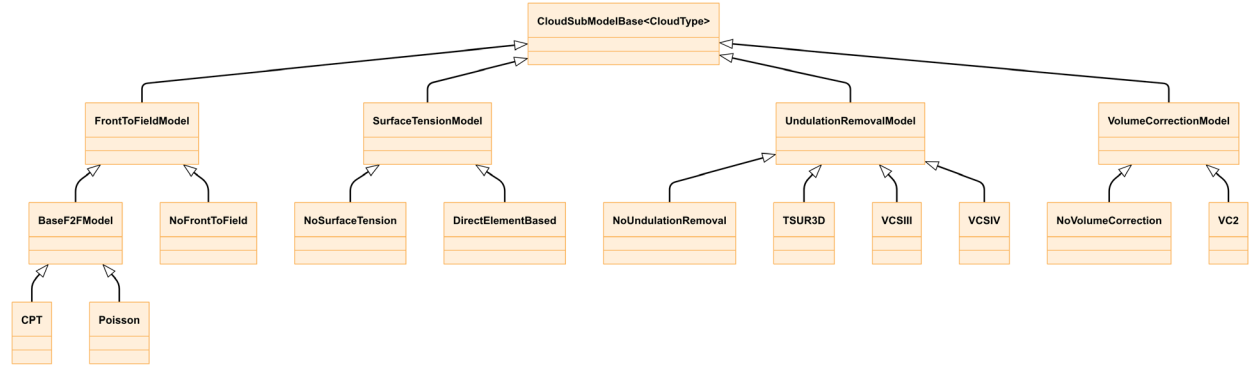 CloudSubModelBase<CloudType>
FrontToFieldModel
SurfaceTensionModel
UndulationRemovalModel
VolumeCorrectionModel
BaseF2FModel
NoFrontToField
NoSurfaceTension
DirectElementBased
NoUndulationRemoval
TSUR3D
VCSIII
VCSIV
NoVolumeCorrection
VC2
CPT
Poisson